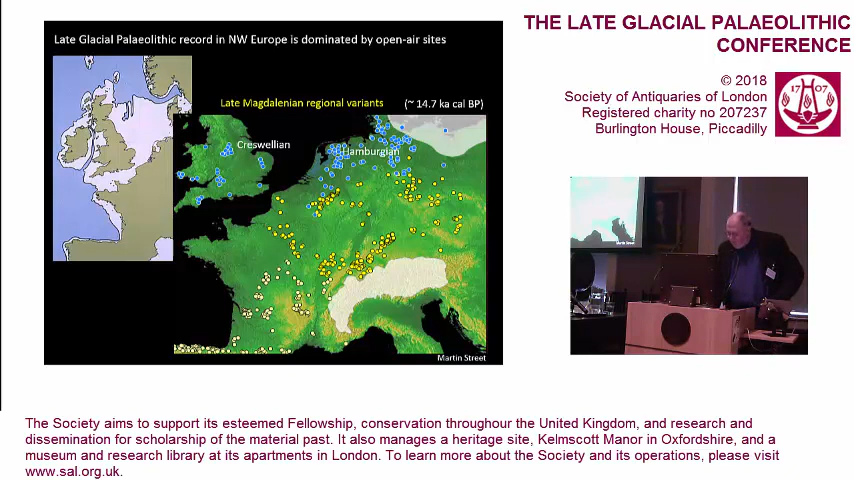 THE LATE GLACIAL PALAEOLITHIC
CONFERENCE
© 2018
Society of Antiquaries of London
Registered charity no 207237
Burlington House, Piccadilly
17 07
Late Glacial Palaeolithic record in NW Europe is dominated by open-air sites
Late Magdalenian regional variants (~ 14.7 ka cal BP)
Creswellian
Hamburgian
Martin Street
Martin Street
The Society aims to support its esteemed Fellowship, conservation throughour the United Kingdom, and research and
dissemination for scholarship of the material past. It also manages a heritage site, Kelmscott Manor in Oxfordshire, and a
museum and research library at its apartments in London. To learn more about the Society and its operations, please visit
www.sal.org.uk.